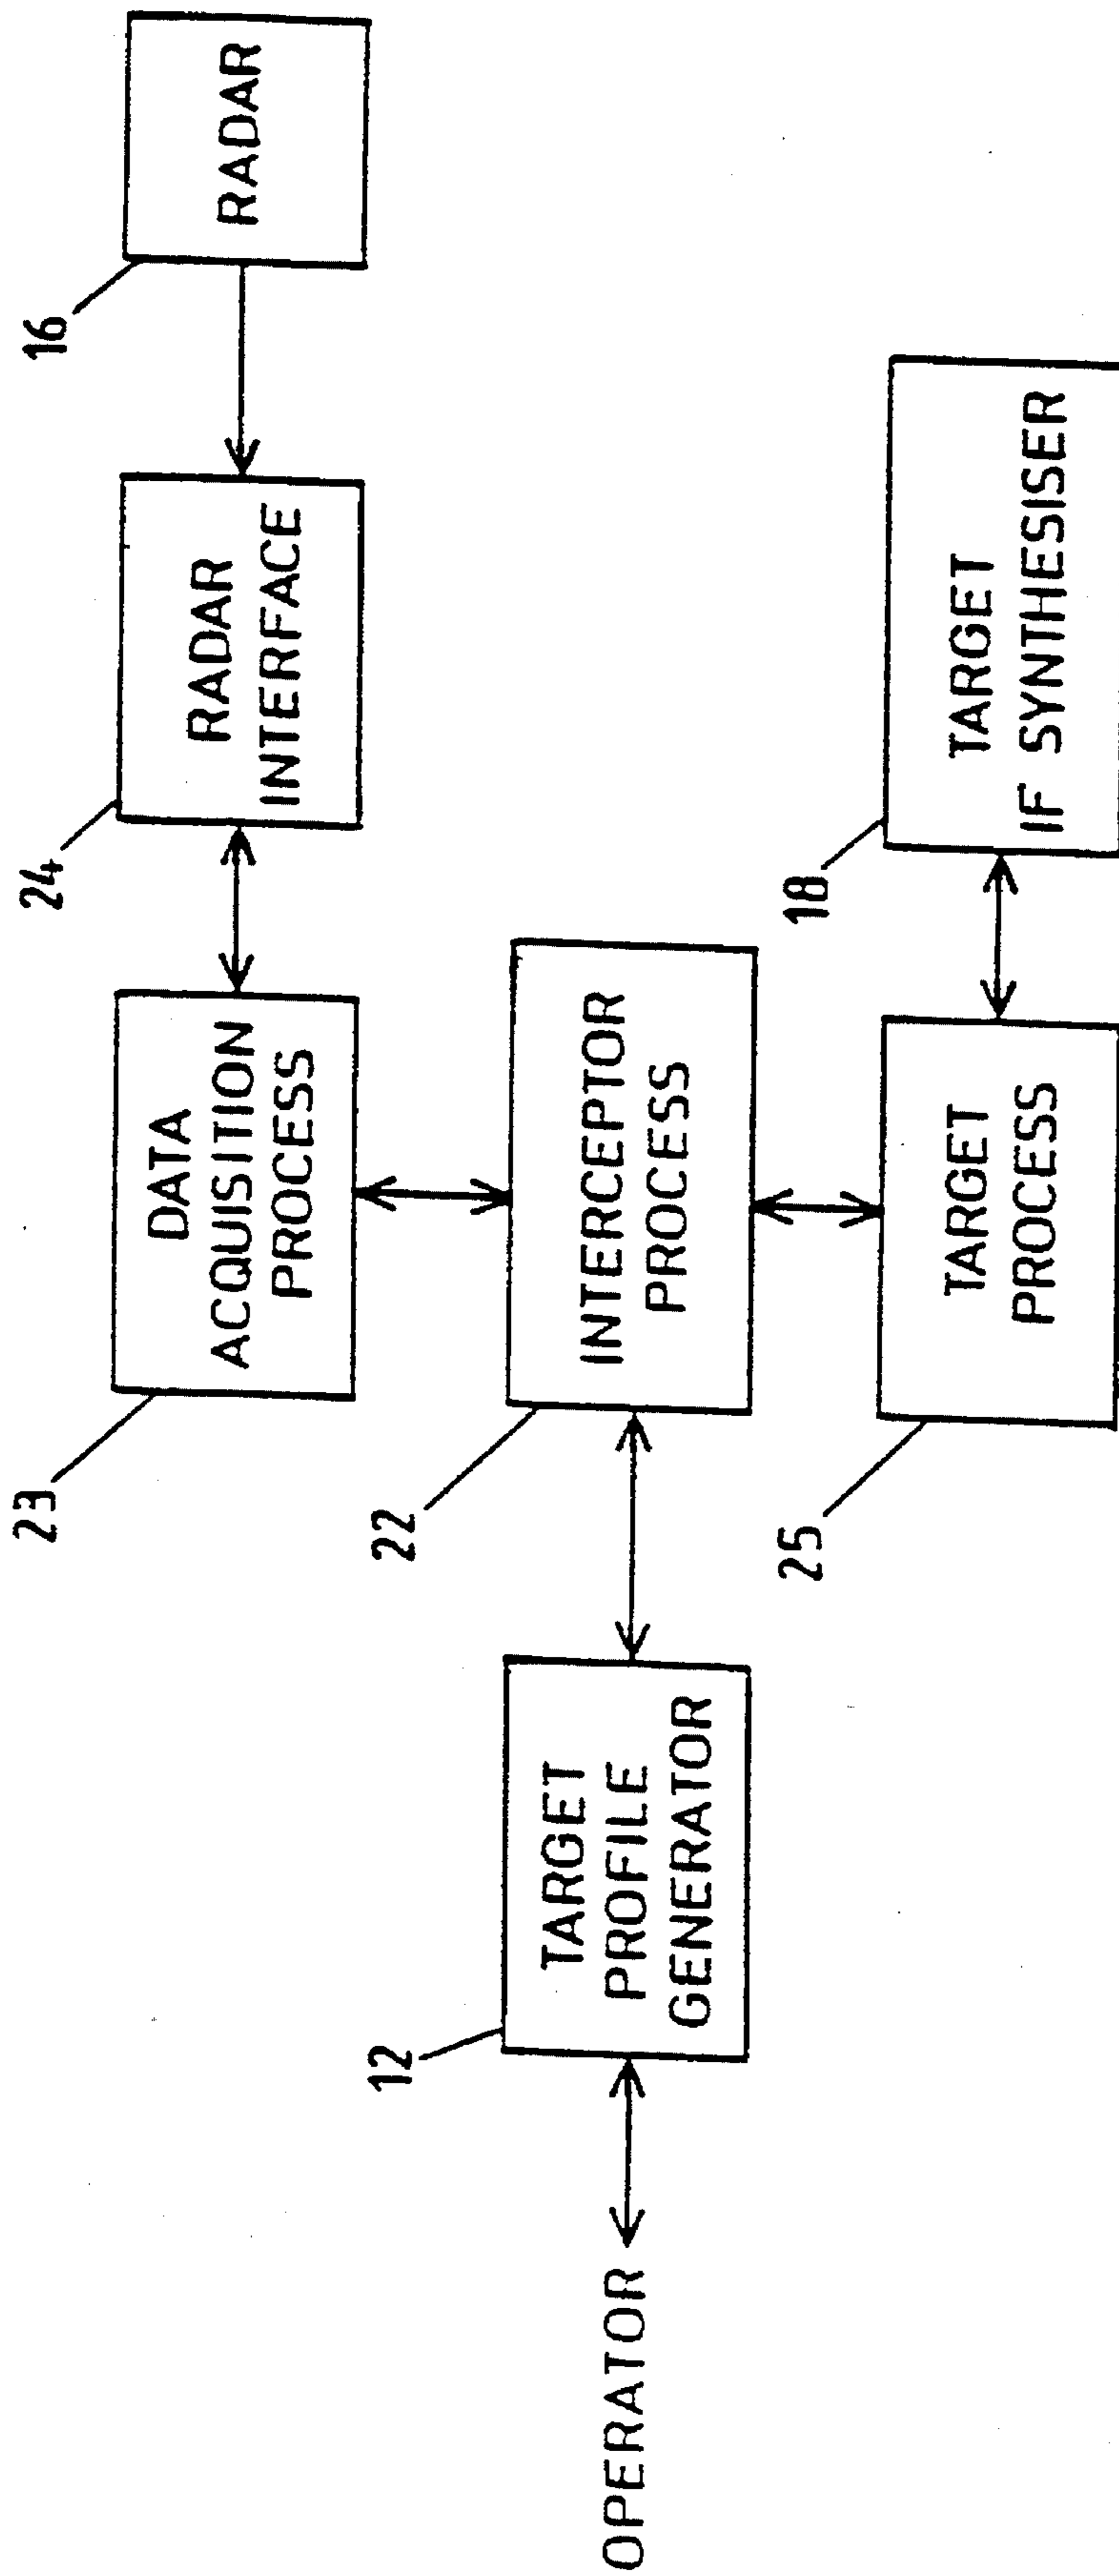 23
DATA
ACQUISITION
PROCESS
24
RADAR
INTERFACE
16
RADAR
OPERATOR
12
TARGET
PROFILE
GENERATOR
22
INTERCEPTOR
PROCESS
25
TARGET
PROCESS
18
TARGET
IF SYNTHESISER